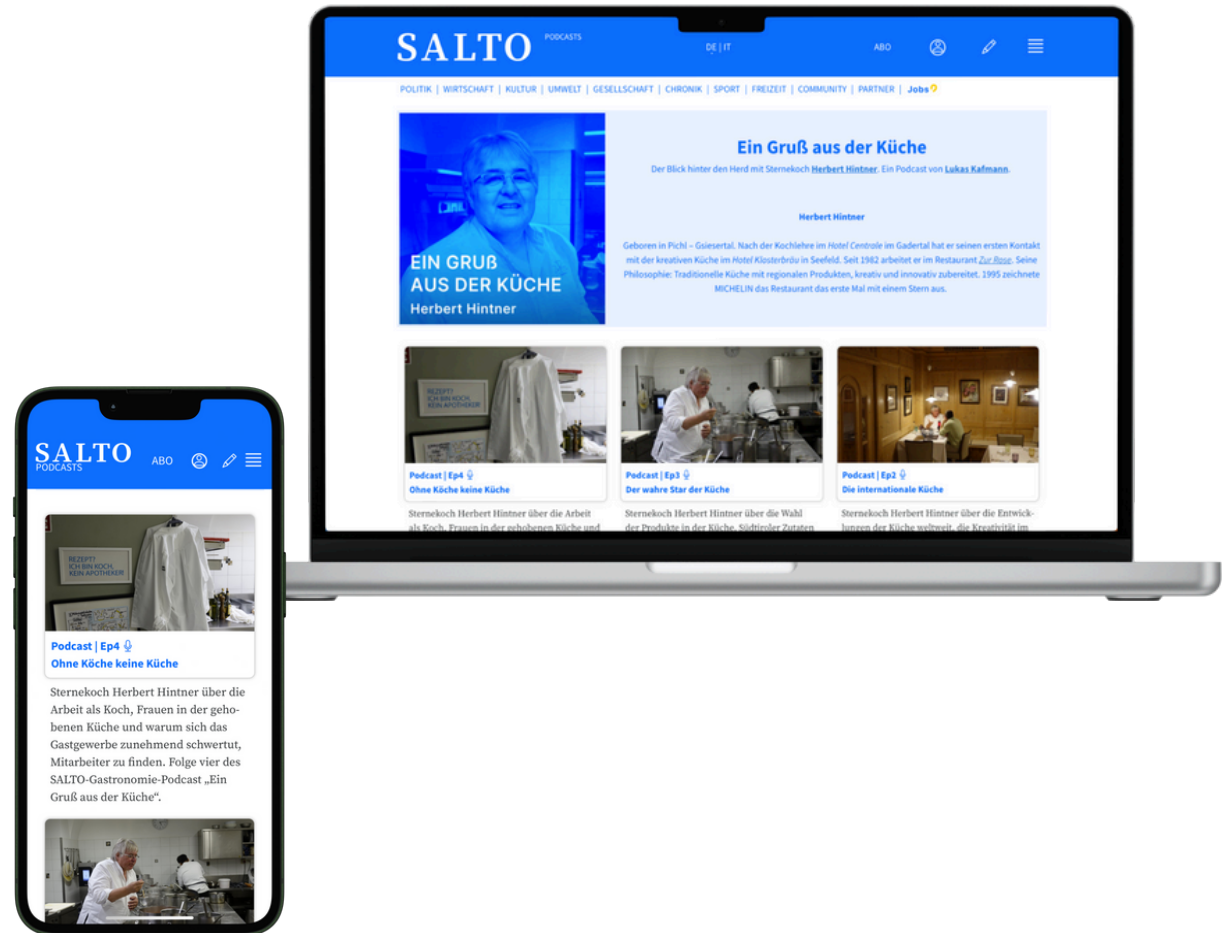 SALTO PODCASTS
DE | IT
ABO
POLITIK | WIRTSCHAFT | KULTUR | UMWELT | GESELLSCHAFT | CHRONIK | SPORT | FREIZEIT | COMMUNITY | PARTNER | Jobs
EIN GRUß
AUS DER KÜCHE
Herbert Hintner
Ein Gruß aus der Küche
Der Blick hinter den Herd mit Sternekoch Herbert Hintner. Ein Podcast von Lukas Kafmann.
Herbert Hintner
Geboren in Pichl – Gsiesertal. Nach der Kochlehre im Hotel Centrale im Gadertal hat er seinen ersten Kontakt
mit der kreativen Küche im Hotel Klosterbräu in Seefeld. Seit 1982 arbeitet er im Restaurant Zur Rose. Seine
Philosophie: Traditionelle Küche mit regionalen Produkten, kreativ und innovativ zubereitet. 1995 zeichnete
MICHELIN das Restaurant das erste Mal mit einem Stern aus.
REZEPT?
ICH BIN KOCH,
KEIN APOTHEKER!
Podcast | Ep4
Ohne Köche keine Küche
Sternekoch Herbert Hintner über die Arbeit
als Koch, Frauen in der gehobenen Küche und
Podcast | Ep3
Der wahre Star der Küche
Sternekoch Herbert Hintner über die Wahl
der Produkte in der Küche, Südtiroler Zutaten
Podcast | Ep2
Die internationale Küche
Sternekoch Herbert Hintner über die Entwick-
lungen der Küche weltweit, die Kreativität im
SALTO
PODCASTS
ABO
REZEPT?
ICH BIN KOCH,
KEIN APOTHEKER!
Podcast | Ep4
Ohne Köche keine Küche
Sternekoch Herbert Hintner über die
Arbeit als Koch, Frauen in der geho-
benen Küche und warum sich das
Gastgewerbe zunehmend schwertut,
Mitarbeiter zu finden. Folge vier des
SALTO-Gastronomie-Podcast „Ein
Gruß aus der Küche“.